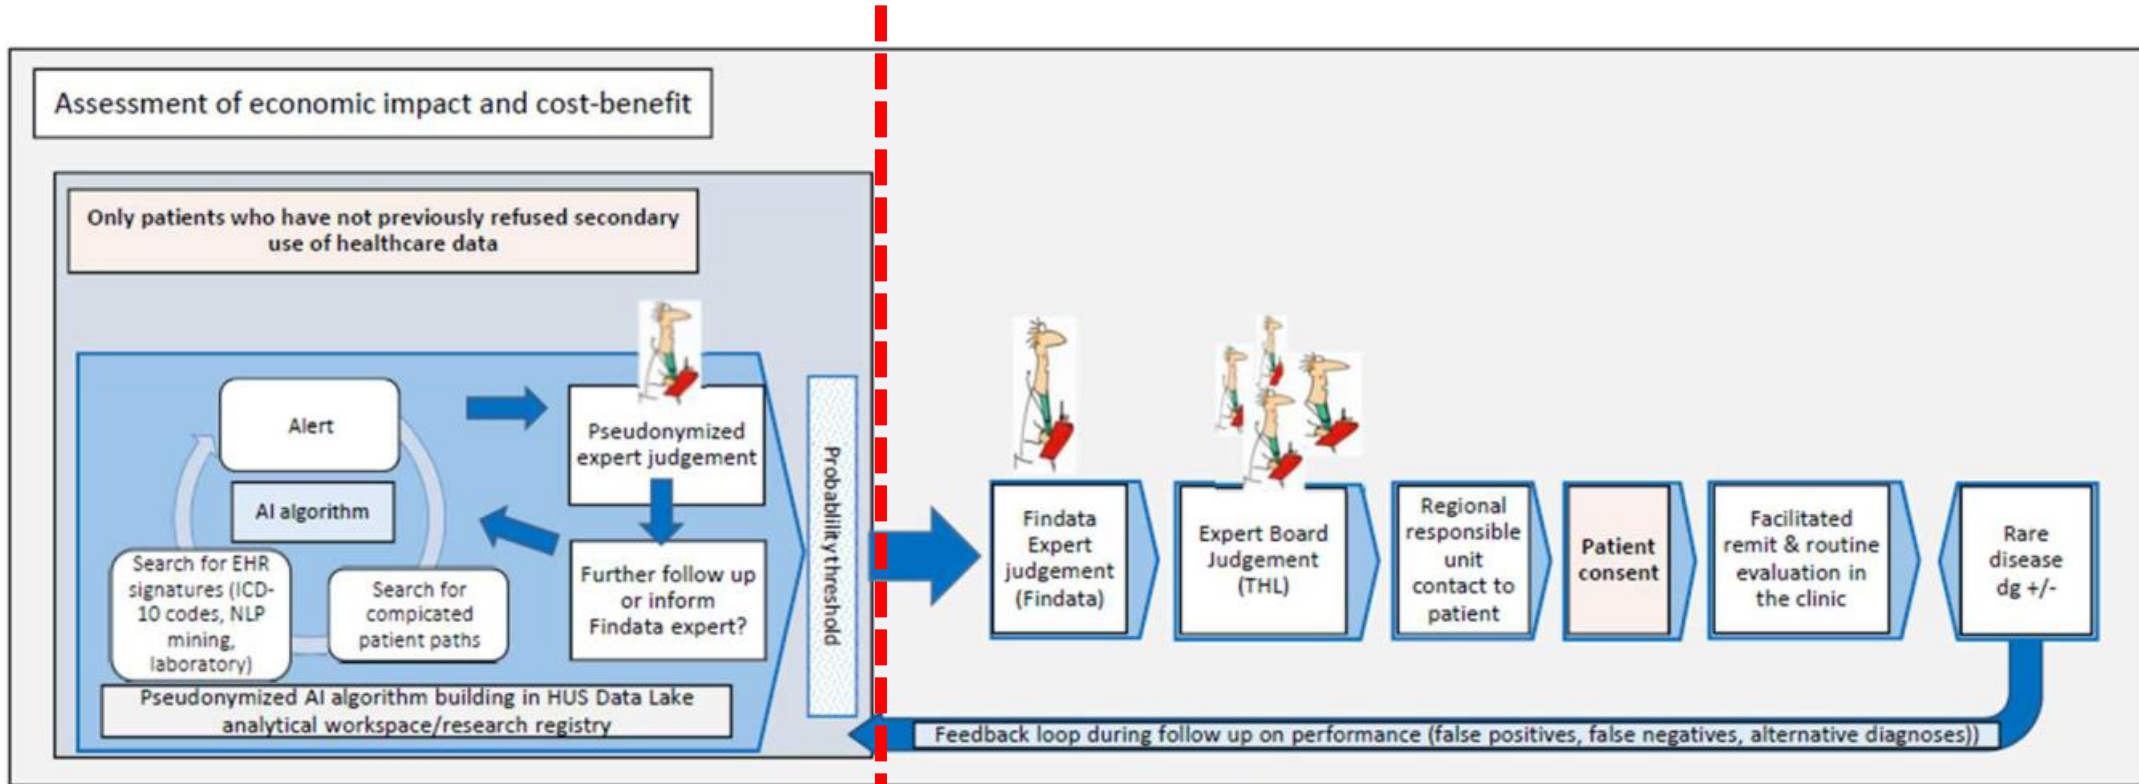 Assessment of economic impact and cost-benefit
Only patients who have not previously refused secondary
use of healthcare data
Alert
AI algorithm
Search for EHR
signatures (ICD-
10 codes, NLP
mining,
laboratory)
Search for
compicated
patient paths
Pseudonymized
expert judgement
Further follow up
or inform
Findata expert?
Pseudonymized AI algorithm building in HUS Data Lake
analytical workspace/research registry
Probablility threshold
Findata
Expert
judgement
(Findata)
Expert Board
Judgement
(THL)
Regional
responsible
unit
contact to
patient
Patient
consent
Facilitated
remit & routine
evaluation in
the clinic
Rare
disease
dg +/-
Feedback loop during follow up on performance (false positives, false negatives, alternative diagnoses))